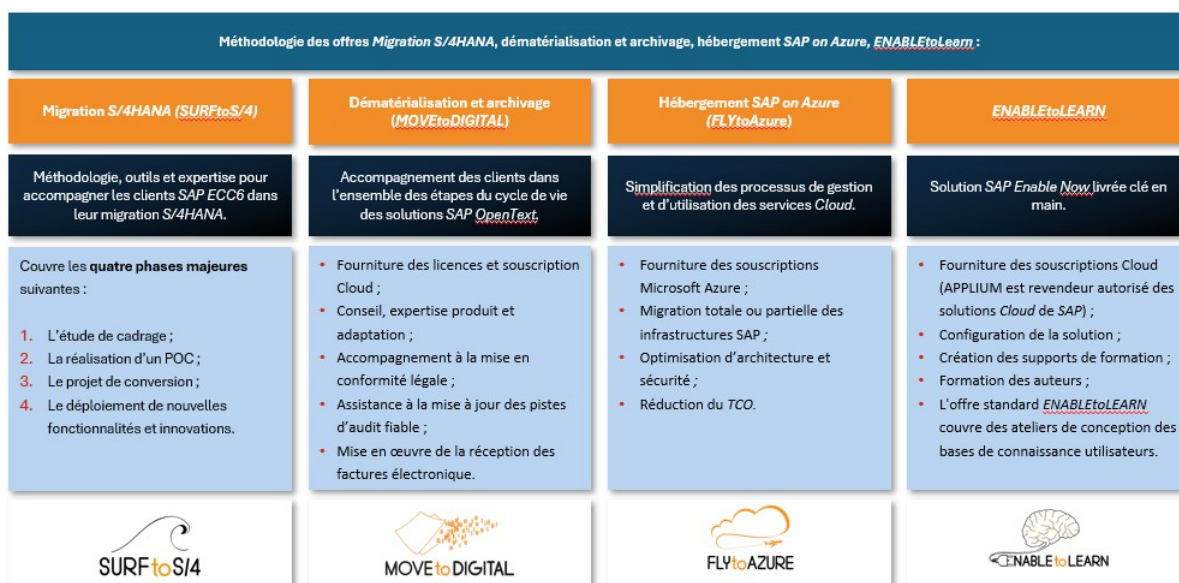 Méthodologie des offres Migration S/4HANA, dématérialisation et archivage, hébergement SAP on Azure, ENABLEtoLearn :
Migration S/4HANA (SURFtoS/4)
Méthodologie, outils et expertise pour
accompagner les clients SAP ECC6 dans
leur migration S/4HANA.
Couvre les quatre phases majeures
suivantes :
1. L'étude de cadrage ;
2. La réalisation d'un POC ;
3. Le projet de conversion ;
4. Le déploiement de nouvelles
fonctionnalités et innovations.
SURFtoS/4
Dématérialisation et archivage
(MOVEtoDIGITAL)
Accompagnement des clients dans
l'ensemble des étapes du cycle de vie
des solutions SAP OpenText.
• Fourniture des licences et souscription
Cloud ;
• Conseil, expertise produit et
adaptation ;
• Accompagnement à la mise en
conformité légale ;
• Assistance à la mise à jour des pistes
d'audit fiable ;
• Mise en œuvre de la réception des
factures électronique.
MOVEtoDIGITAL
Hébergement SAP on Azure
(FLYtoAzure)
Simplification des processus de gestion
et d'utilisation des services Cloud.
• Fourniture des souscriptions
Microsoft Azure ;
• Migration totale ou partielle des
infrastructures SAP ;
• Optimisation d'architecture et
sécurité ;
• Réduction du TCO.
FLYtoAZURE
ENABLEtoLEARN
Solution SAP Enable Now livrée clé en
main.
• Fourniture des souscriptions Cloud
(APPLIUM est revendeur autorisé des
solutions Cloud de SAP) ;
• Configuration de la solution ;
• Création des supports de formation ;
• Formation des auteurs ;
• L'offre standard ENABLEtoLEARN
couvre des ateliers de conception des
bases de connaissance utilisateurs.
ENABLEtoLEARN